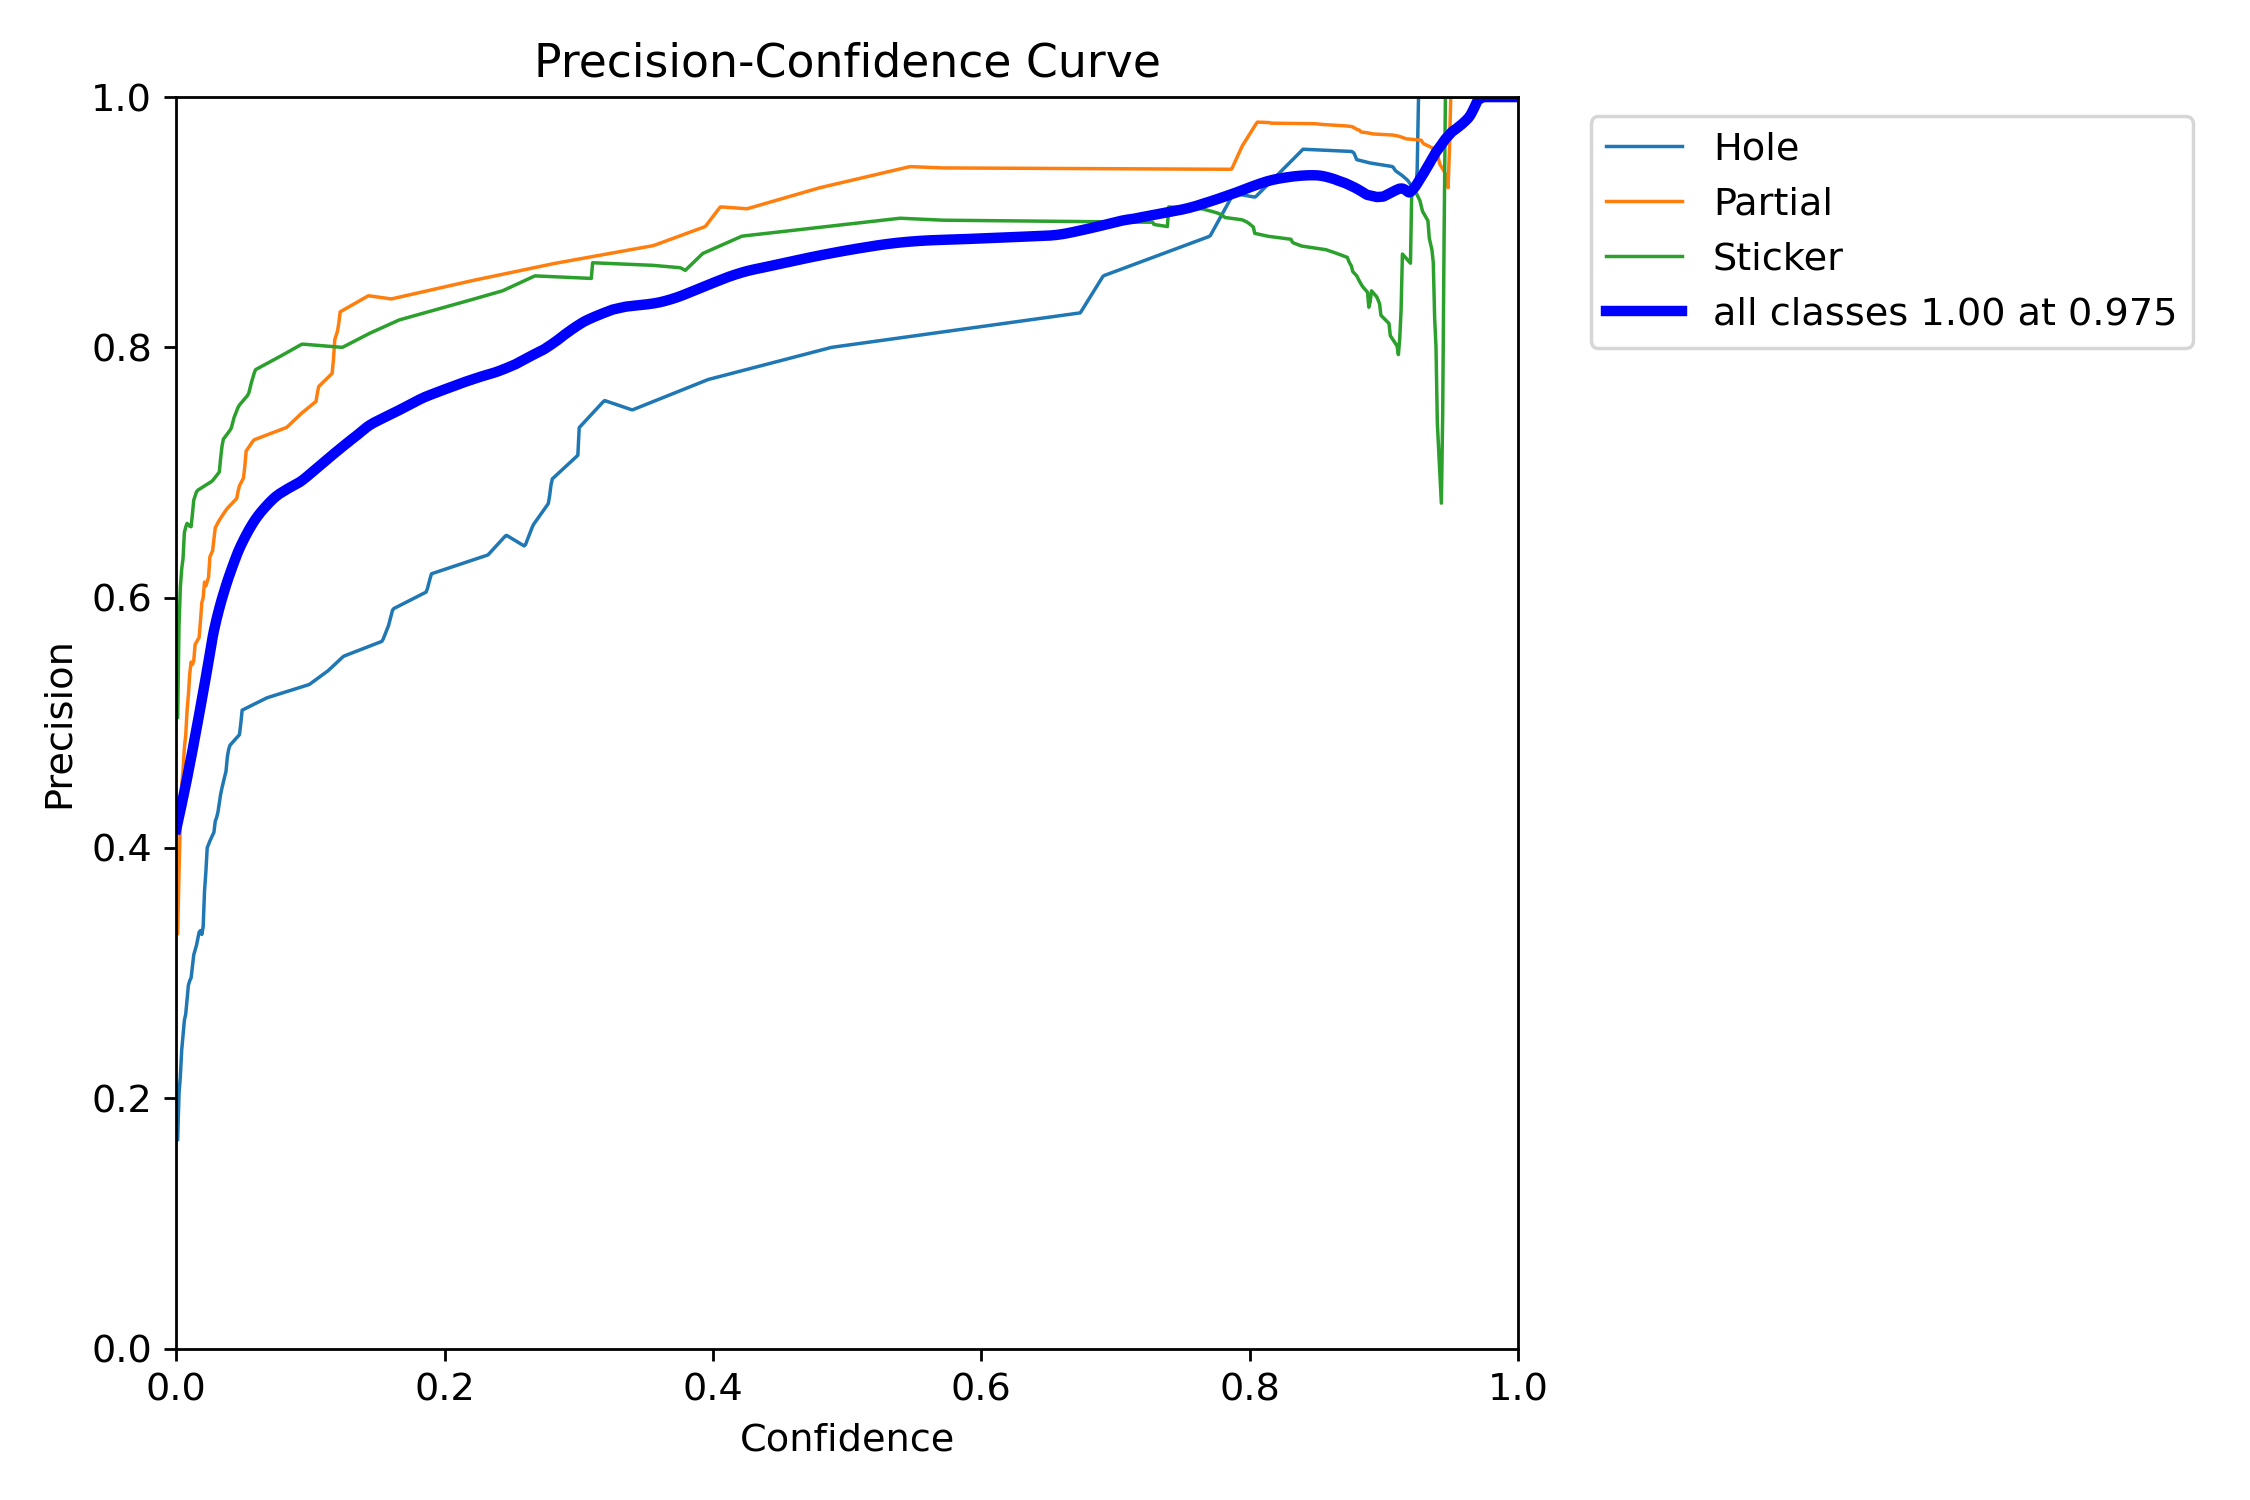 Precision-Confidence Curve
1.0
0.8
0.6
0.4
0.2
0.0
Precision
0.0 0.2 0.4 0.6 0.8 1.0
Confidence
Hole
Partial
Sticker
all classes 1.00 at 0.975